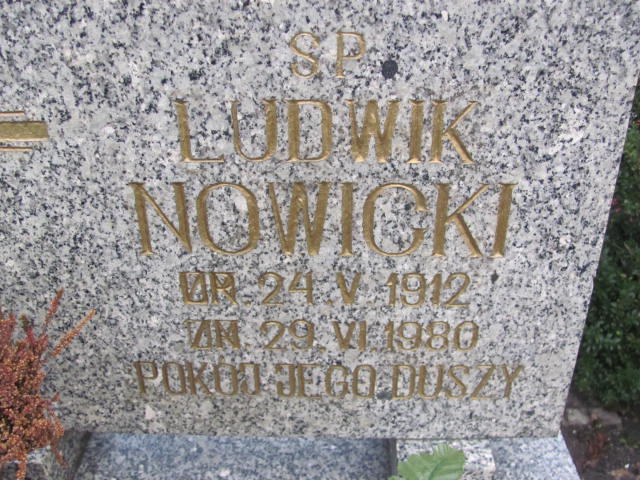 SP
LUDWIK
NOWICKI
UR 24 V 1912
ZM 29 VI 1980
POKÓJ JEGO DUSZY